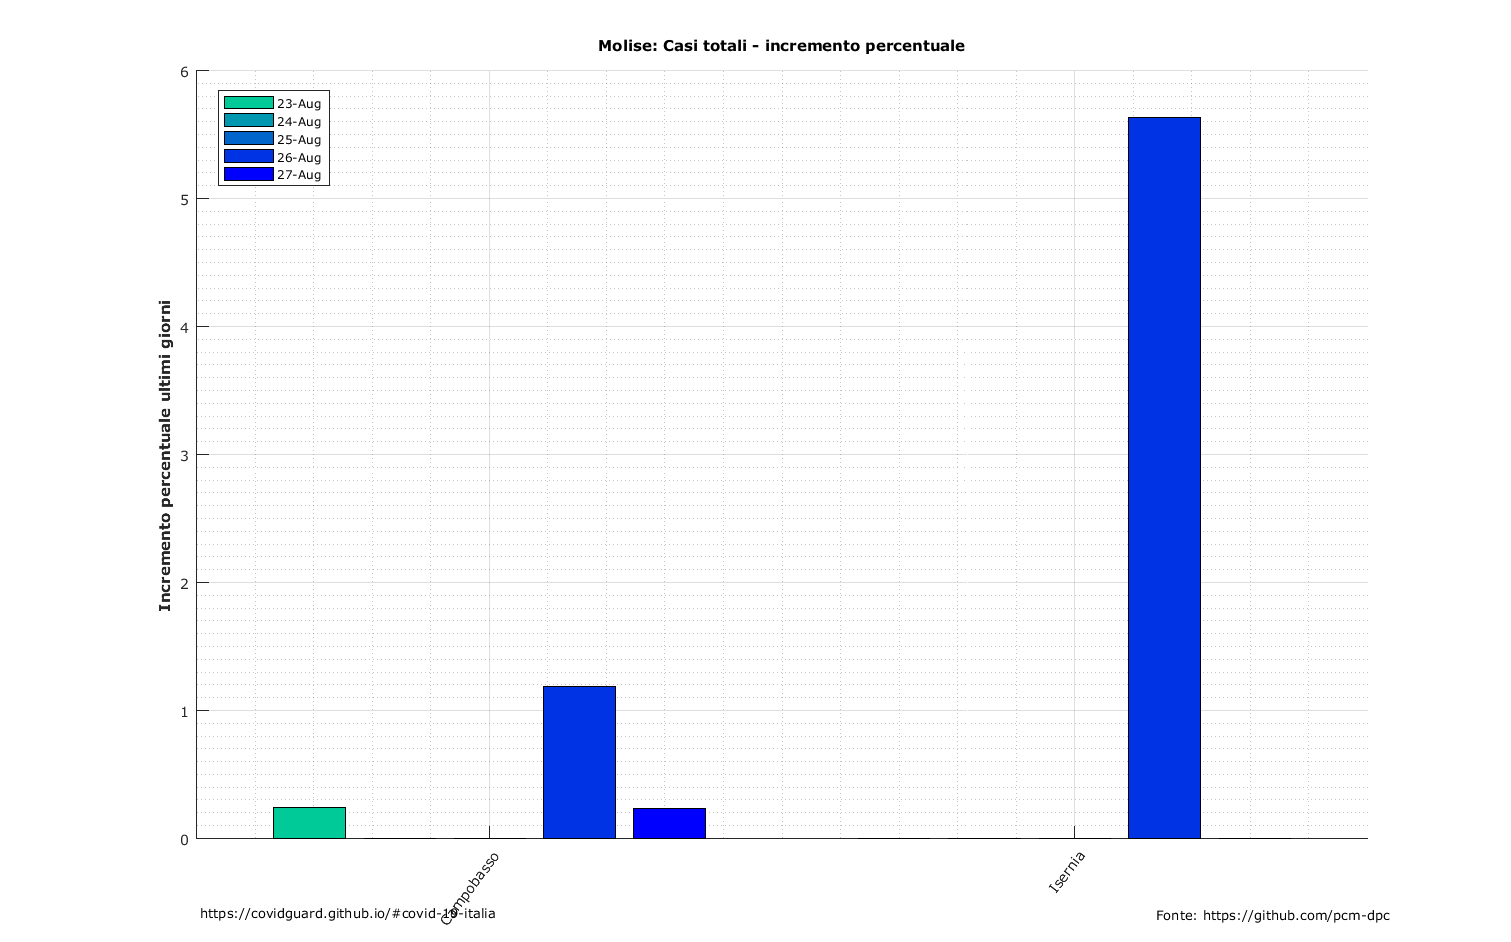 Molise: Casi totali - incremento percentuale
6
23-Aug
24-Aug
25-Aug
26-Aug
27-Aug
5
4
3
2
1
0
Incremento percentuale ultimi giorni
Campobasso
Isernia
https://covidguard.github.io/#covid-19-italia
Fonte: https://github.com/pcm-dpc